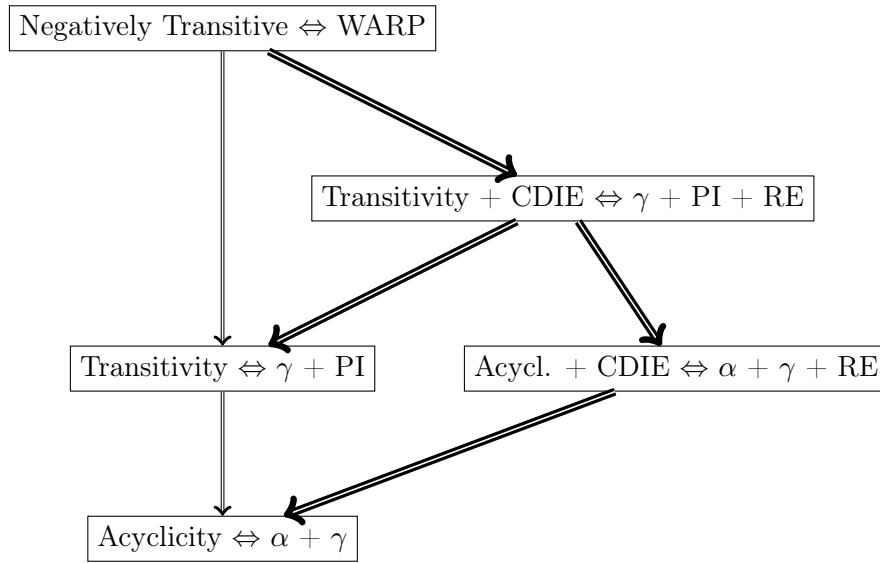 Negatively Transitive ⇔ WARP
Transitivity + CDIE ⇔ γ + PI + RE
Transitivity ⇔ γ + PI
Acycl. + CDIE ⇔ α + γ + RE
Acyclicity ⇔ α + γ